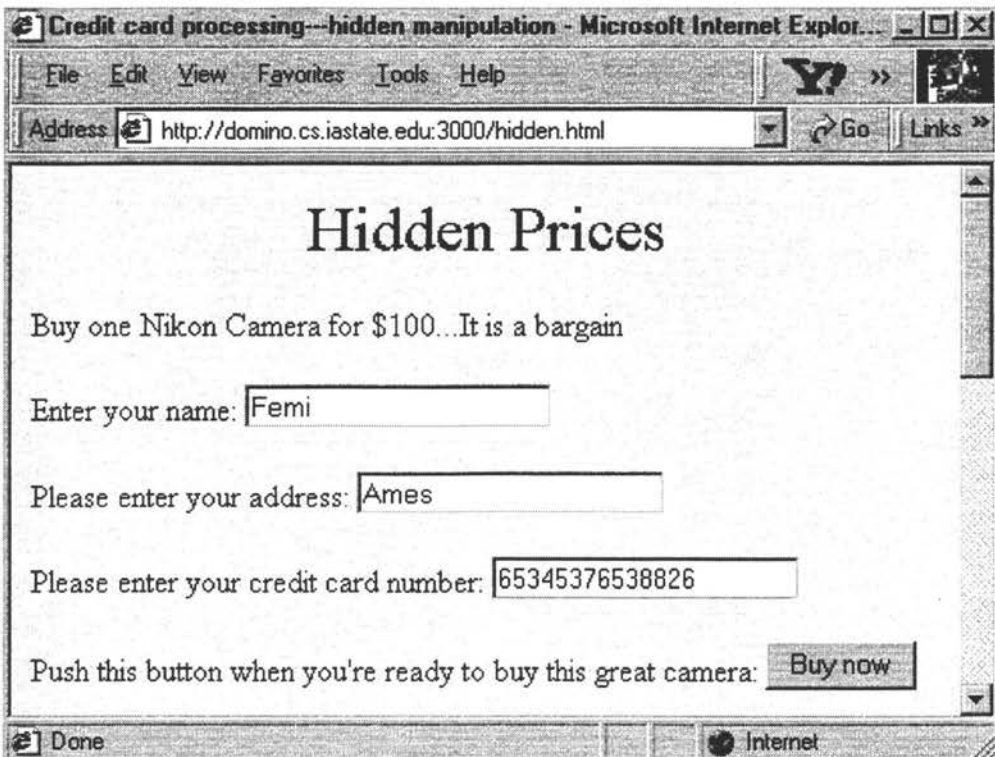 Credit card processing---hidden manipulation - Microsoft Internet Explor...
File Edit View Favorites Tools Help Y! »
Address http://domino.cs.iastate.edu:3000/hidden.html Go Links »
Hidden Prices
Buy one Nikon Camera for $100...It is a bargain
Enter your name: Femi
Please enter your address: Ames
Please enter your credit card number: 65345376538826
Push this button when you're ready to buy this great camera: Buy now
Done Internet